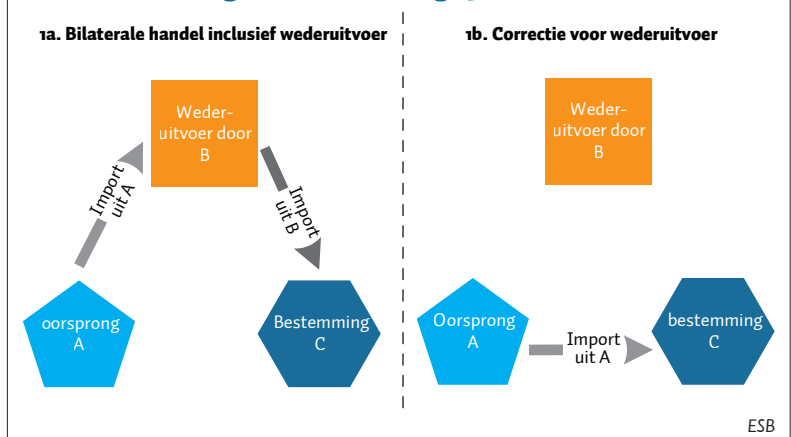 1a. Bilaterale handel inclusief wederuitvoer
Weder-
uitvoer door
B
Import
uit A
Import
uit B
oorsprong
A
Bestemming
C
1b. Correctie voor wederuitvoer
Weder-
uitvoer door
B
Oorsprong
A
Import
uit A
bestemming
C
ESB